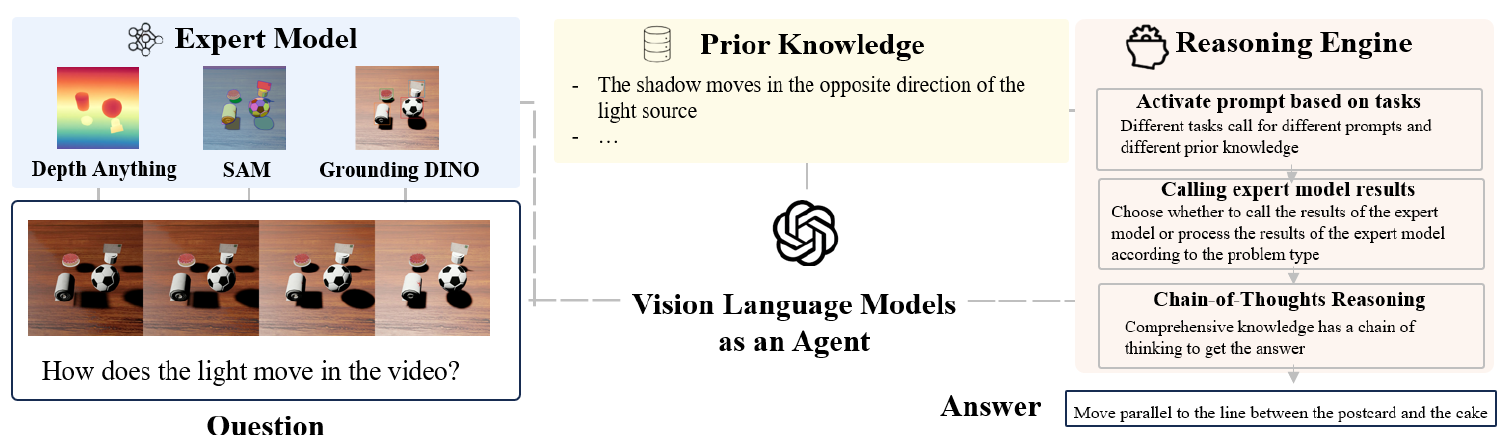 Expert Model
Depth Anything
SAM
Grounding DINO
How does the light move in the video?
Question
Prior Knowledge
- The shadow moves in the opposite direction of the
light source
- …
Vision Language Models
as an Agent
Reasoning Engine
Activate prompt based on tasks
Different tasks call for different prompts and
different prior knowledge
Calling expert model results
Choose whether to call the results of the expert
model or process the results of the expert model
according to the problem type
Chain-of-Thoughts Reasoning
Comprehensive knowledge has a chain of
thinking to get the answer
Answer
Move parallel to the line between the postcard and the cake